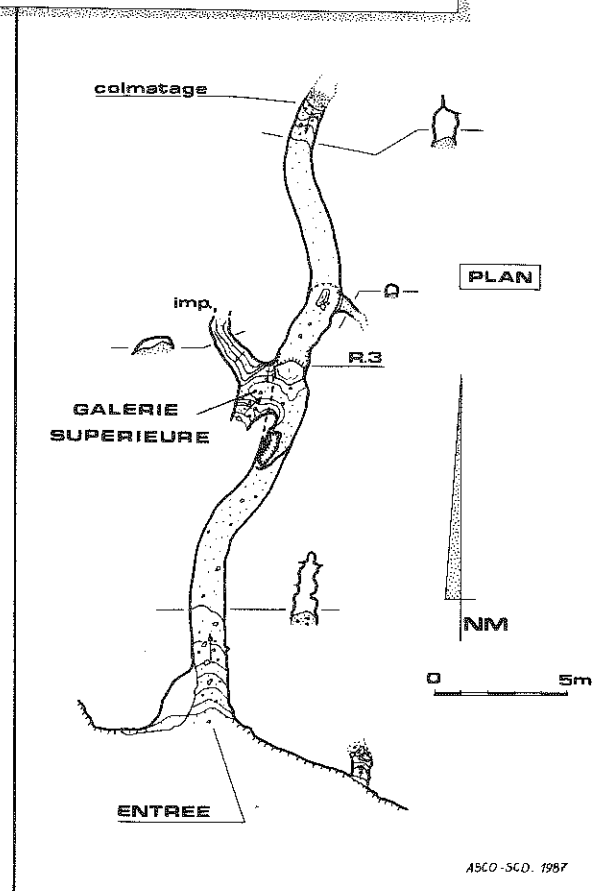 colmatage
PLAN
imp.
R.3
GALERIE
SUPERIEURE
NM
0 5m
ENTREE
ASCO-SCD. 1987